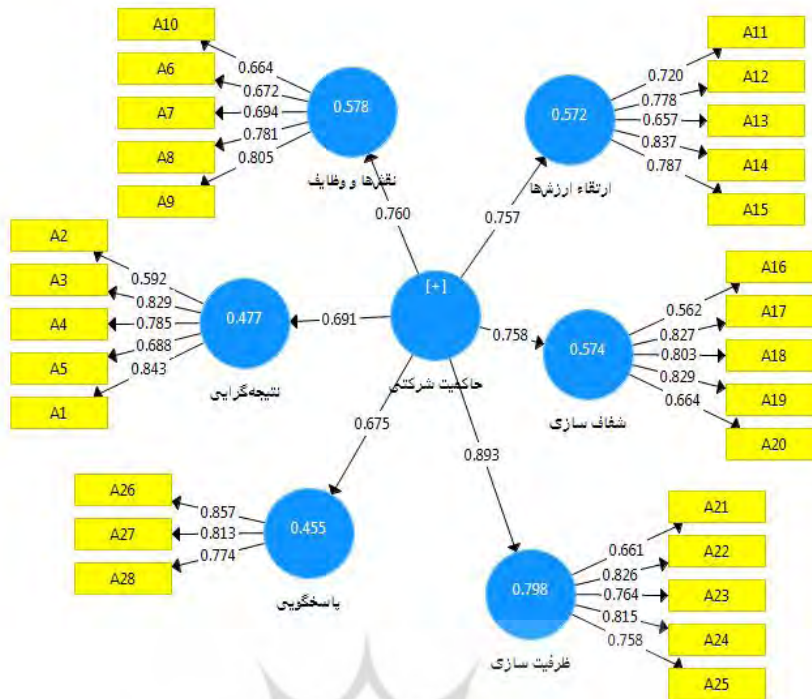 A10
A6
A7
A8
A9
0.664
0.672
0.694
0.781
0.805
0.578
نقش‌ها و وظایف
0.760
A11
A12
A13
A14
A15
0.720
0.778
0.657
0.837
0.787
0.572
ارتقاء ارزش‌ها
0.757
A2
A3
A4
A5
A1
0.592
0.829
0.785
0.688
0.843
0.477
نتیجه‌گرایی
0.691
[+]
حاکمیت شرکتی
0.758
0.574
شفاف سازی
0.562
0.827
0.803
0.829
0.664
A16
A17
A18
A19
A20
0.675
0.893
A26
A27
A28
0.857
0.813
0.774
0.455
پاسخگویی
0.798
ظرفیت سازی
0.661
0.826
0.764
0.815
0.758
A21
A22
A23
A24
A25